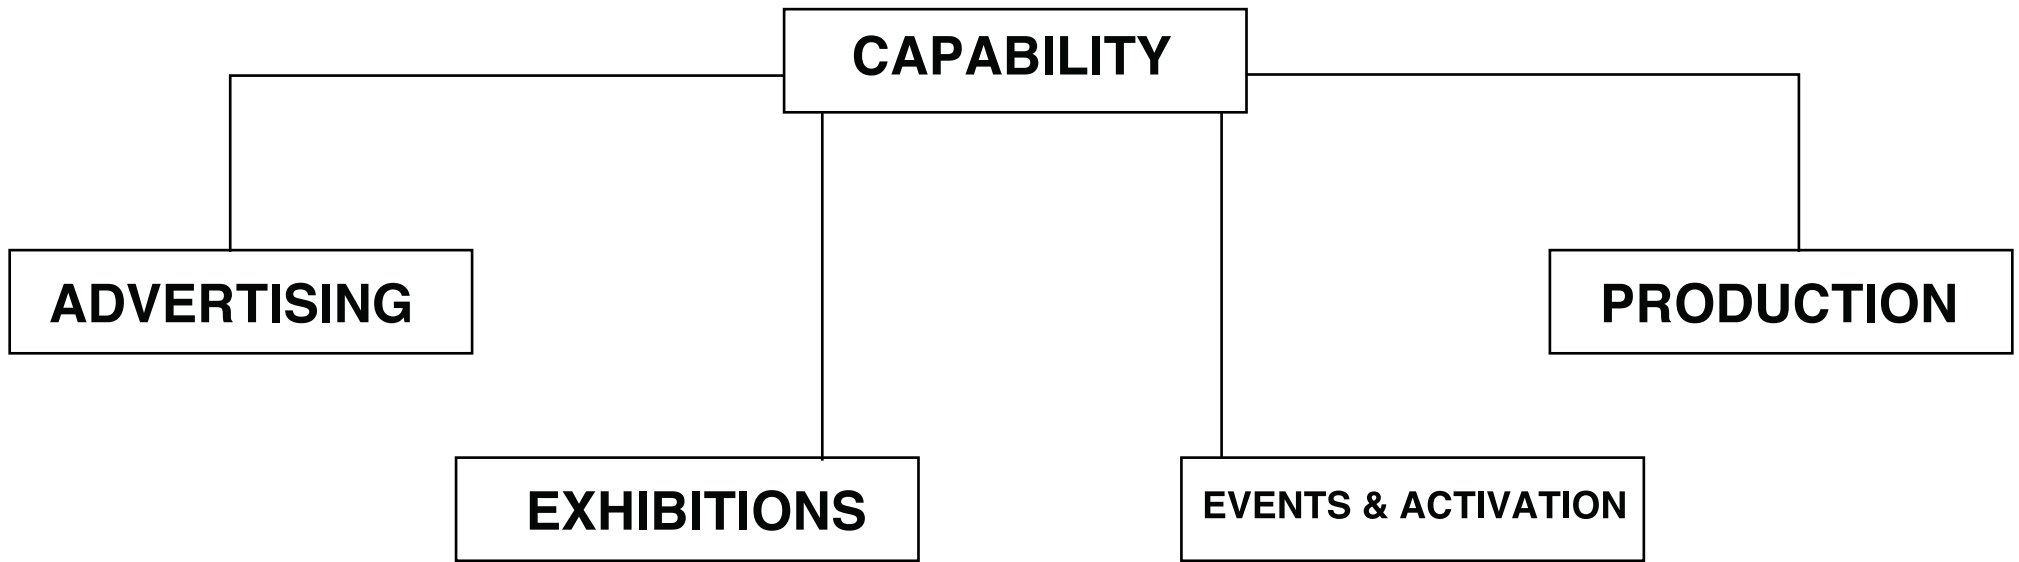 CAPABILITY
ADVERTISING
PRODUCTION
EXHIBITIONS
EVENTS & ACTIVATION